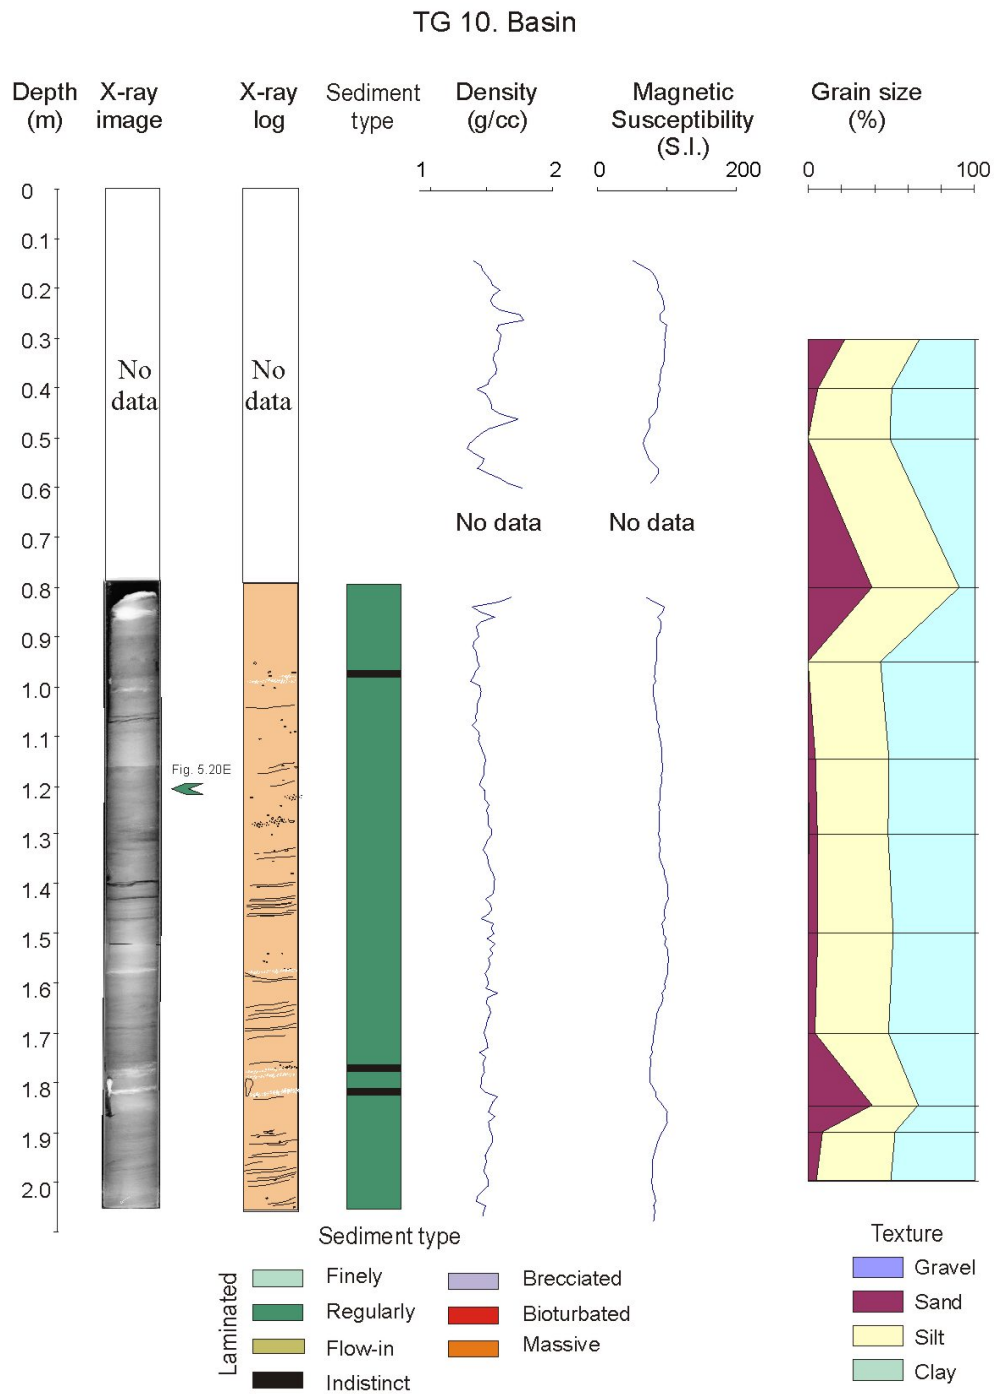 TG 10. Basin
Depth (m)
X-ray image
X-ray log
Sediment type
Density (g/cc)
Magnetic Susceptibility (S.I.)
Grain size (%)
1 2
0 200
0 100
0
0.1
0.2
0.3
0.4
0.5
0.6
0.7
0.8
0.9
1.0
1.1
1.2
1.3
1.4
1.5
1.6
1.7
1.8
1.9
2.0
No data
No data
No data
No data
Fig. 5.20E
Sediment type
Laminated
Finely
Regularly
Flow-in
Indistinct
Brecciated
Bioturbated
Massive
Texture
Gravel
Sand
Silt
Clay